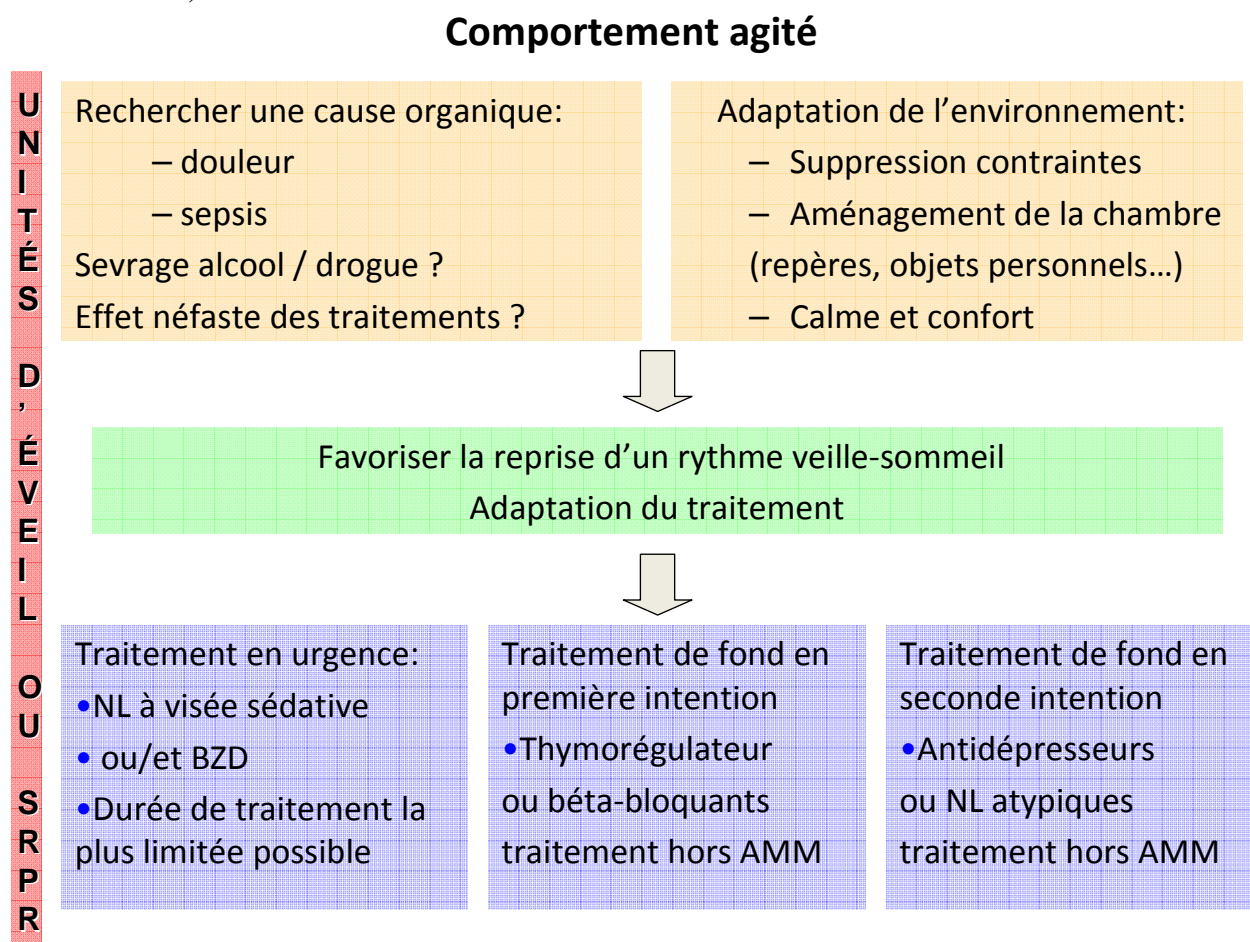 Comportement agité
UNITÉS D'ÉVEIL OU SRPR
Rechercher une cause organique:
– douleur
– sepsis
Sevrage alcool / drogue ?
Effet néfaste des traitements ?
Adaptation de l’environnement:
– Suppression contraintes
– Aménagement de la chambre
(repères, objets personnels…)
– Calme et confort
Favoriser la reprise d’un rythme veille-sommeil
Adaptation du traitement
Traitement en urgence:
•NL à visée sédative
• ou/et BZD
•Durée de traitement la
plus limitée possible
Traitement de fond en
première intention
•Thymorégulateur
ou béta-bloquants
traitement hors AMM
Traitement de fond en
seconde intention
•Antidépresseurs
ou NL atypiques
traitement hors AMM